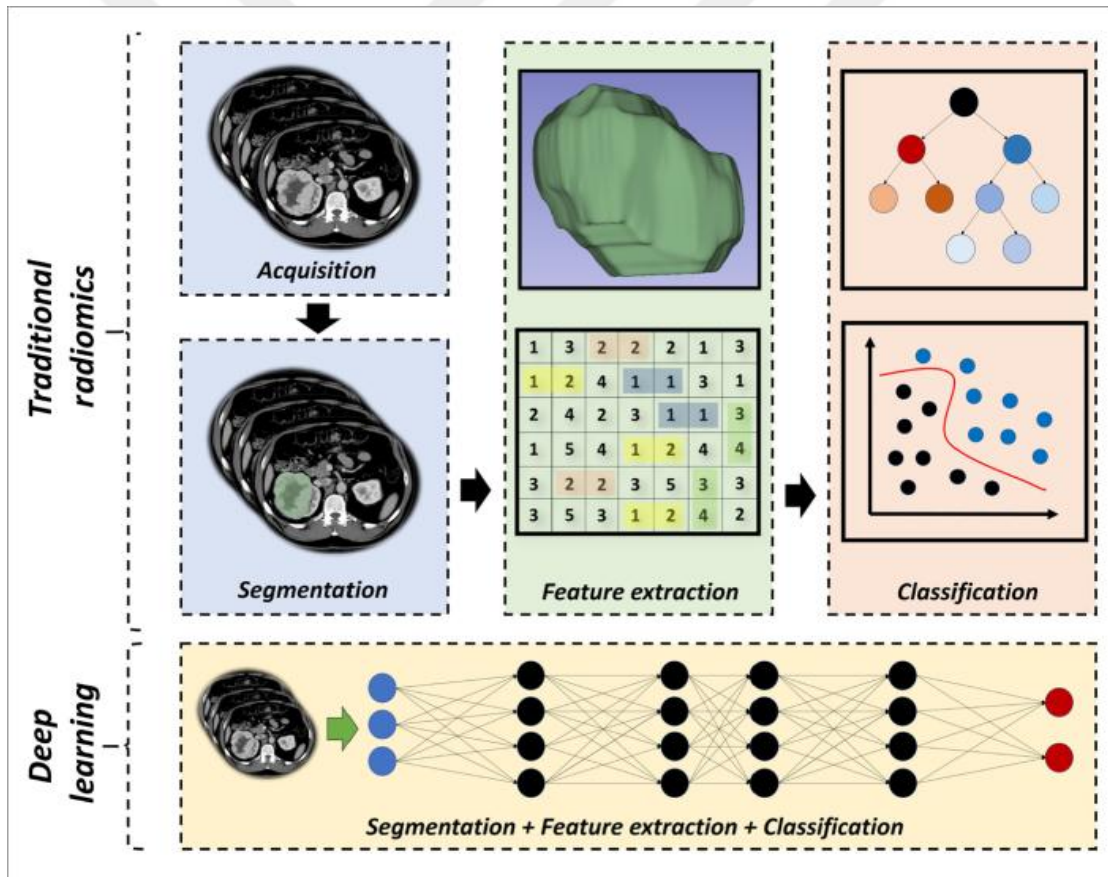 Traditional
radiomics
Acquisition
Segmentation
1 3 2 2 2 1 3
1 2 4 1 1 3 1
2 4 2 3 1 1 3
1 5 4 1 2 4 4
3 2 2 3 5 3 3
3 5 3 1 2 4 2
Feature extraction
Classification
Deep
learning
Segmentation + Feature extraction + Classification